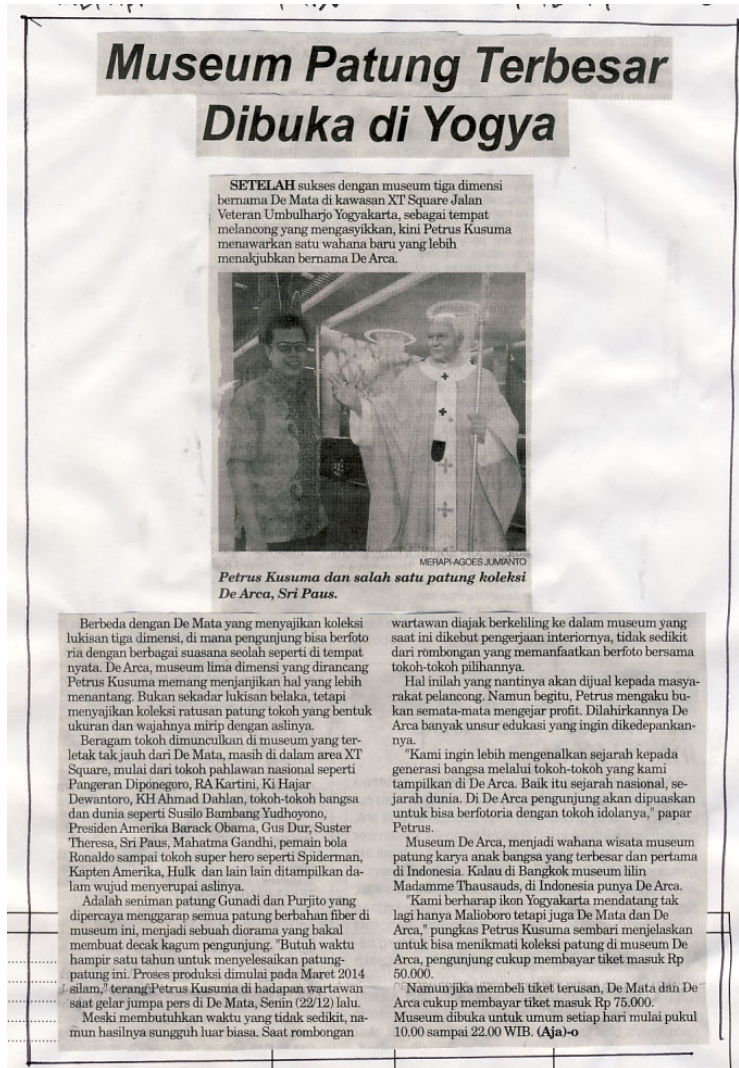 Museum Patung Terbesar
Dibuka di Yogya
SETELAH sukses dengan museum tiga dimensi
bernama De Mata di kawasan XT Square Jalan
Veteran Umbulharjo Yogyakarta, sebagai tempat
melancong yang mengasyikkan, kini Petrus Kusuma
menawarkan satu wahana baru yang lebih
menakjubkan bernama De Arca.
MERAPI-AGOES JUMIANTO
Petrus Kusuma dan salah satu patung koleksi
De Arca, Sri Paus.
Berbeda dengan De Mata yang menyajikan koleksi
lukisan tiga dimensi, di mana pengunjung bisa berfoto
ria dengan berbagai suasana seolah seperti di tempat
nyata. De Arca, museum lima dimensi yang dirancang
Petrus Kusuma memang menjanjikan hal yang lebih
menantang. Bukan sekadar lukisan belaka, tetapi
menyajikan koleksi ratusan patung tokoh yang bentuk
ukuran dan wajahnya mirip dengan aslinya.
Beragam tokoh dimunculkan di museum yang ter-
letak tak jauh dari De Mata, masih di dalam area XT
Square, mulai dari tokoh pahlawan nasional seperti
Pangeran Diponegoro, RA Kartini, Ki Hajar
Dewantoro, KH Ahmad Dahlan, tokoh-tokoh bangsa
dan dunia seperti Susilo Bambang Yudhoyono,
Presiden Amerika Barack Obama, Gus Dur, Suster
Theresa, Sri Paus, Mahatma Gandhi, pemain bola
Ronaldo sampai tokoh super hero seperti Spiderman,
Kapten Amerika, Hulk dan lain lain ditampilkan da-
lam wujud menyerupai aslinya.
Adalah seniman patung Gunadi dan Purjito yang
dipercaya menggarap semua patung berbahan fiber di
museum ini, menjadi sebuah diorama yang bakal
membuat decak kagum pengunjung. "Butuh waktu
hampir satu tahun untuk menyelesaikan patung-
patung ini. Proses produksi dimulai pada Maret 2014
silam," terang Petrus Kusuma di hadapan wartawan
saat gelar jumpa pers di De Mata, Senin (22/12) lalu.
Meski membutuhkan waktu yang tidak sedikit, na-
mun hasilnya sungguh luar biasa. Saat rombongan
wartawan diajak berkeliling ke dalam museum yang
saat ini dikebut pengerjaan interiornya, tidak sedikit
dari rombongan yang memanfaatkan berfoto bersama
tokoh-tokoh pilihannya.
Hal inilah yang nantinya akan dijual kepada masya-
rakat pelancong. Namun begitu, Petrus mengaku bu-
kan semata-mata mengejar profit. Dilahirkannya De
Arca banyak unsur edukasi yang ingin dikedepankan-
nya.
"Kami ingin lebih mengenalkan sejarah kepada
generasi bangsa melalui tokoh-tokoh yang kami
tampilkan di De Arca. Baik itu sejarah nasional, se-
jarah dunia. Di De Arca pengunjung akan dipuaskan
untuk bisa berfotoria dengan tokoh idolanya," papar
Petrus.
Museum De Arca, menjadi wahana wisata museum
patung karya anak bangsa yang terbesar dan pertama
di Indonesia. Kalau di Bangkok museum lilin
Madamme Thausauds, di Indonesia punya De Arca.
"Kami berharap ikon Yogyakarta mendatang tak
lagi hanya Malioboro tetapi juga De Mata dan De
Arca," pungkas Petrus Kusuma sembari menjelaskan
untuk bisa menikmati koleksi patung di museum De
Arca, pengunjung cukup membayar tiket masuk Rp
50.000.
Namun jika membeli tiket terusan, De Mata dan De
Arca cukup membayar tiket masuk Rp 75.000.
Museum dibuka untuk umum setiap hari mulai pukul
10.00 sampai 22.00 WIB. (Aja)-o